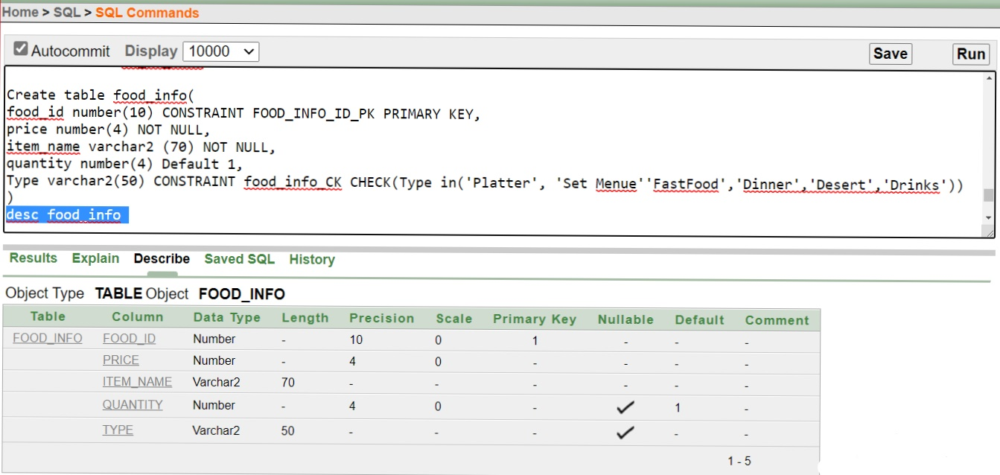 Home > SQL > SQL Commands
Autocommit Display 10000 Save Run
Create table food_info(
food_id number(10) CONSTRAINT FOOD_INFO_ID_PK PRIMARY KEY,
price number(4) NOT NULL,
item_name varchar2 (70) NOT NULL,
quantity number(4) Default 1,
Type varchar2(50) CONSTRAINT food_info_CK CHECK(Type in('Platter', 'Set Menue''FastFood','Dinner','Desert','Drinks'))
)
desc food_info
Results Explain Describe Saved SQL History
Object Type TABLE Object FOOD_INFO
Table Column Data Type Length Precision Scale Primary Key Nullable Default Comment
FOOD_INFO FOOD_ID Number - 10 0 1 - - -
PRICE Number - 4 0 - - - -
ITEM_NAME Varchar2 70 - - - - - -
QUANTITY Number - 4 0 - ✓ 1 -
TYPE Varchar2 50 - - - ✓ - -
1 - 5